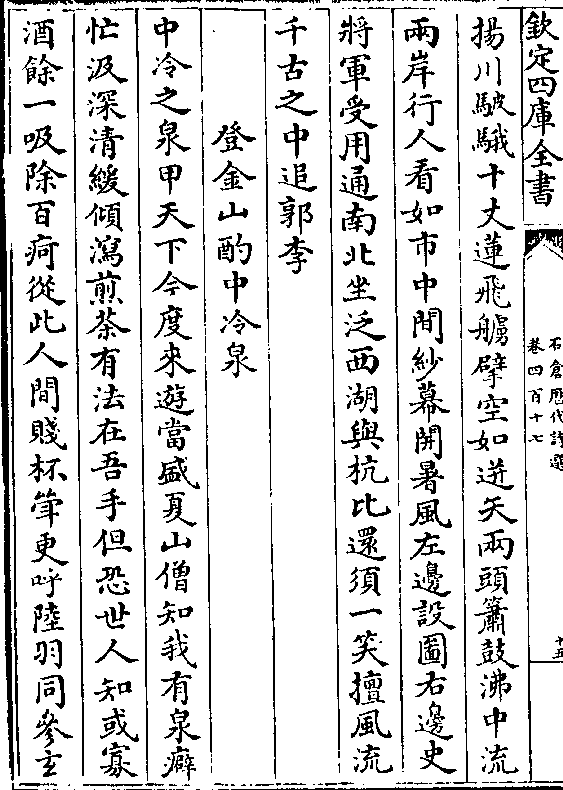 欽定四庫全書
石倉歷代詩選
卷四百十七
十五
揚川駊騀十丈蓮飛艣擘空如迸矢兩頭簫鼓沸中流
兩岸行人看如市中間紗幕開暑風左邊設圖右邊史
將軍受用通南北坐泛西湖與杭比還須一笑擅風流
千古之中追郭李
登金山酌中冷泉
中冷之泉甲天下今度來遊當盛夏山僧知我有泉癖
忙汲深清緩傾瀉煎茶有法在吾手但恐世人知或寡
酒餘一吸除百痾從此人間賤杯斝更呼陸羽同參玄